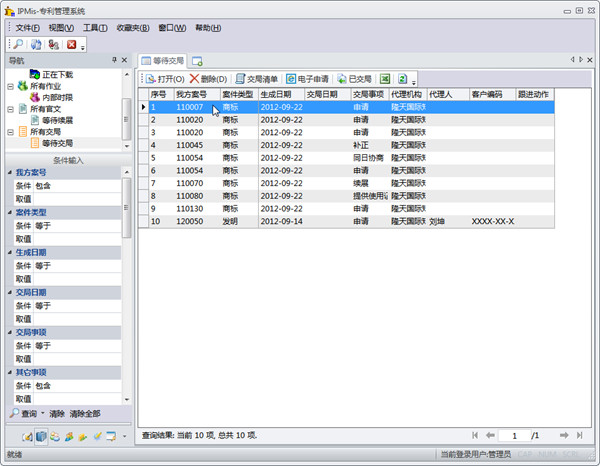 IPMis-专利管理系统
文件(F) 视图(V) 工具(T) 收藏夹(B) 窗口(W) 帮助(H)
导航
正在下载
所有作业
内部时限
所有官文
等待续展
所有交局
等待交局
条件输入
我方案号
条件 包含
取值
案件类型
条件 等于
取值
生成日期
条件 等于
取值
交局日期
条件 等于
取值
交局事项
条件 等于
取值
其它事项
条件 包含
取值
查询 清除 清除全部
等待交局
打开(O) 删除(D) 交局清单 电子申请 已交局
序号 我方案号 案件类型 生成日期 交局日期 交局事项 代理机构 代理人 客户编码 跟进动作
1 110007 商标 2012-09-22 申请 隆天国际知
2 110020 商标 2012-09-22 申请 隆天国际知
3 110020 商标 2012-09-22 申请 隆天国际知
4 110045 商标 2012-09-22 补正 隆天国际知
5 110054 商标 2012-09-22 同日协商 隆天国际知
6 110054 商标 2012-09-22 申请 隆天国际知
7 110070 商标 2012-09-22 续展 隆天国际知
8 110080 商标 2012-09-22 提供使用证 隆天国际知
9 110130 商标 2012-09-22 申请 隆天国际知
10 120050 发明 2012-09-14 申请 隆天国际知 刘坤 XXXX-XX-X
查询结果: 当前 10 项, 总共 10 项.
1 /1
就绪
当前登录用户:管理员 CAP NUM SCRL